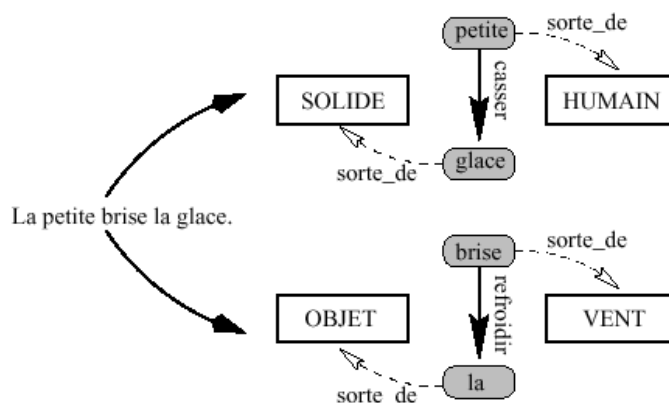 petite
sorte_de
SOLIDE
casser
HUMAIN
sorte_de
glace
La petite brise la glace.
brise
sorte_de
OBJET
refroidir
VENT
sorte_de
la